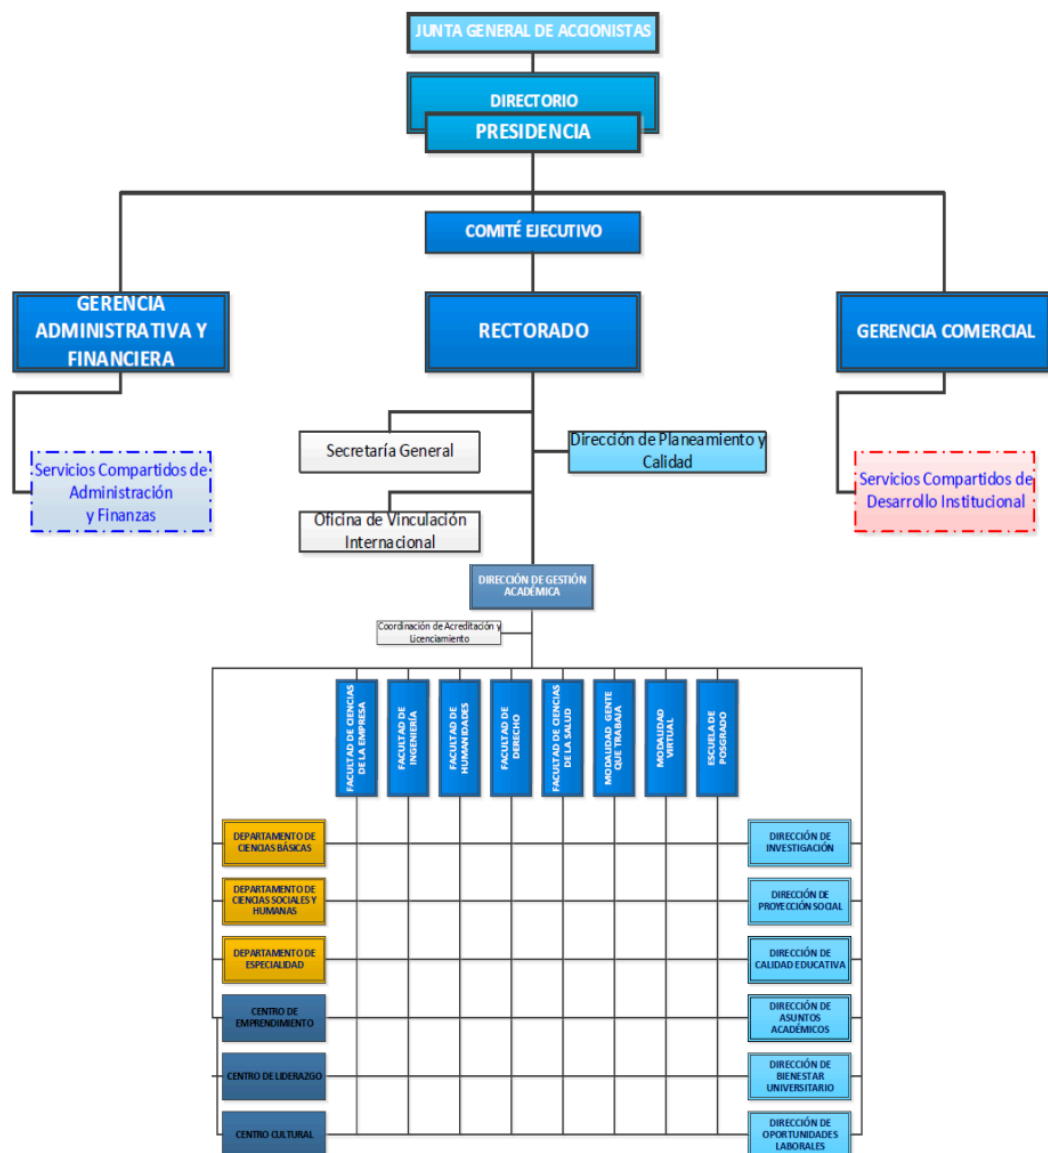 JUNTA GENERAL DE ACCIONISTAS
DIRECTORIO
PRESIDENCIA
COMITÉ EJECUTIVO
GERENCIA
ADMINISTRATIVA Y
FINANCIERA
RECTORADO
GERENCIA COMERCIAL
Secretaría General
Dirección de Planeamiento y
Calidad
Servicios Compartidos de
Administración
y Finanzas
Servicios Compartidos de
Desarrollo Institucional
Oficina de Vinculación
Internacional
DIRECCIÓN DE GESTIÓN
ACADÉMICA
Coordinación de Acreditación y
Licenciamiento
FACULTAD DE CIENCIAS
DE LA EMPRESA
FACULTAD DE
INGENIERÍA
FACULTAD DE
HUMANIDADES
FACULTAD DE
DERECHO
FACULTAD DE CIENCIAS
DE LA SALUD
MODALIDAD GENTE
QUE TRABAJA
MODALIDAD
VIRTUAL
ESCUELA DE
POSGRADO
DEPARTAMENTO DE
CIENCIAS BÁSICAS
DIRECCIÓN DE
INVESTIGACIÓN
DEPARTAMENTO DE
CIENCIAS SOCIALES Y
HUMANAS
DIRECCIÓN DE
PROYECCIÓN SOCIAL
DEPARTAMENTO DE
ESPECIALIDAD
DIRECCIÓN DE
CALIDAD EDUCATIVA
CENTRO DE
EMPRENDIMIENTO
DIRECCIÓN DE
ASUNTOS
ACADÉMICOS
CENTRO DE LIDERAZGO
DIRECCIÓN DE
BIENESTAR
UNIVERSITARIO
CENTRO CULTURAL
DIRECCIÓN DE
OPORTUNIDADES
LABORALES